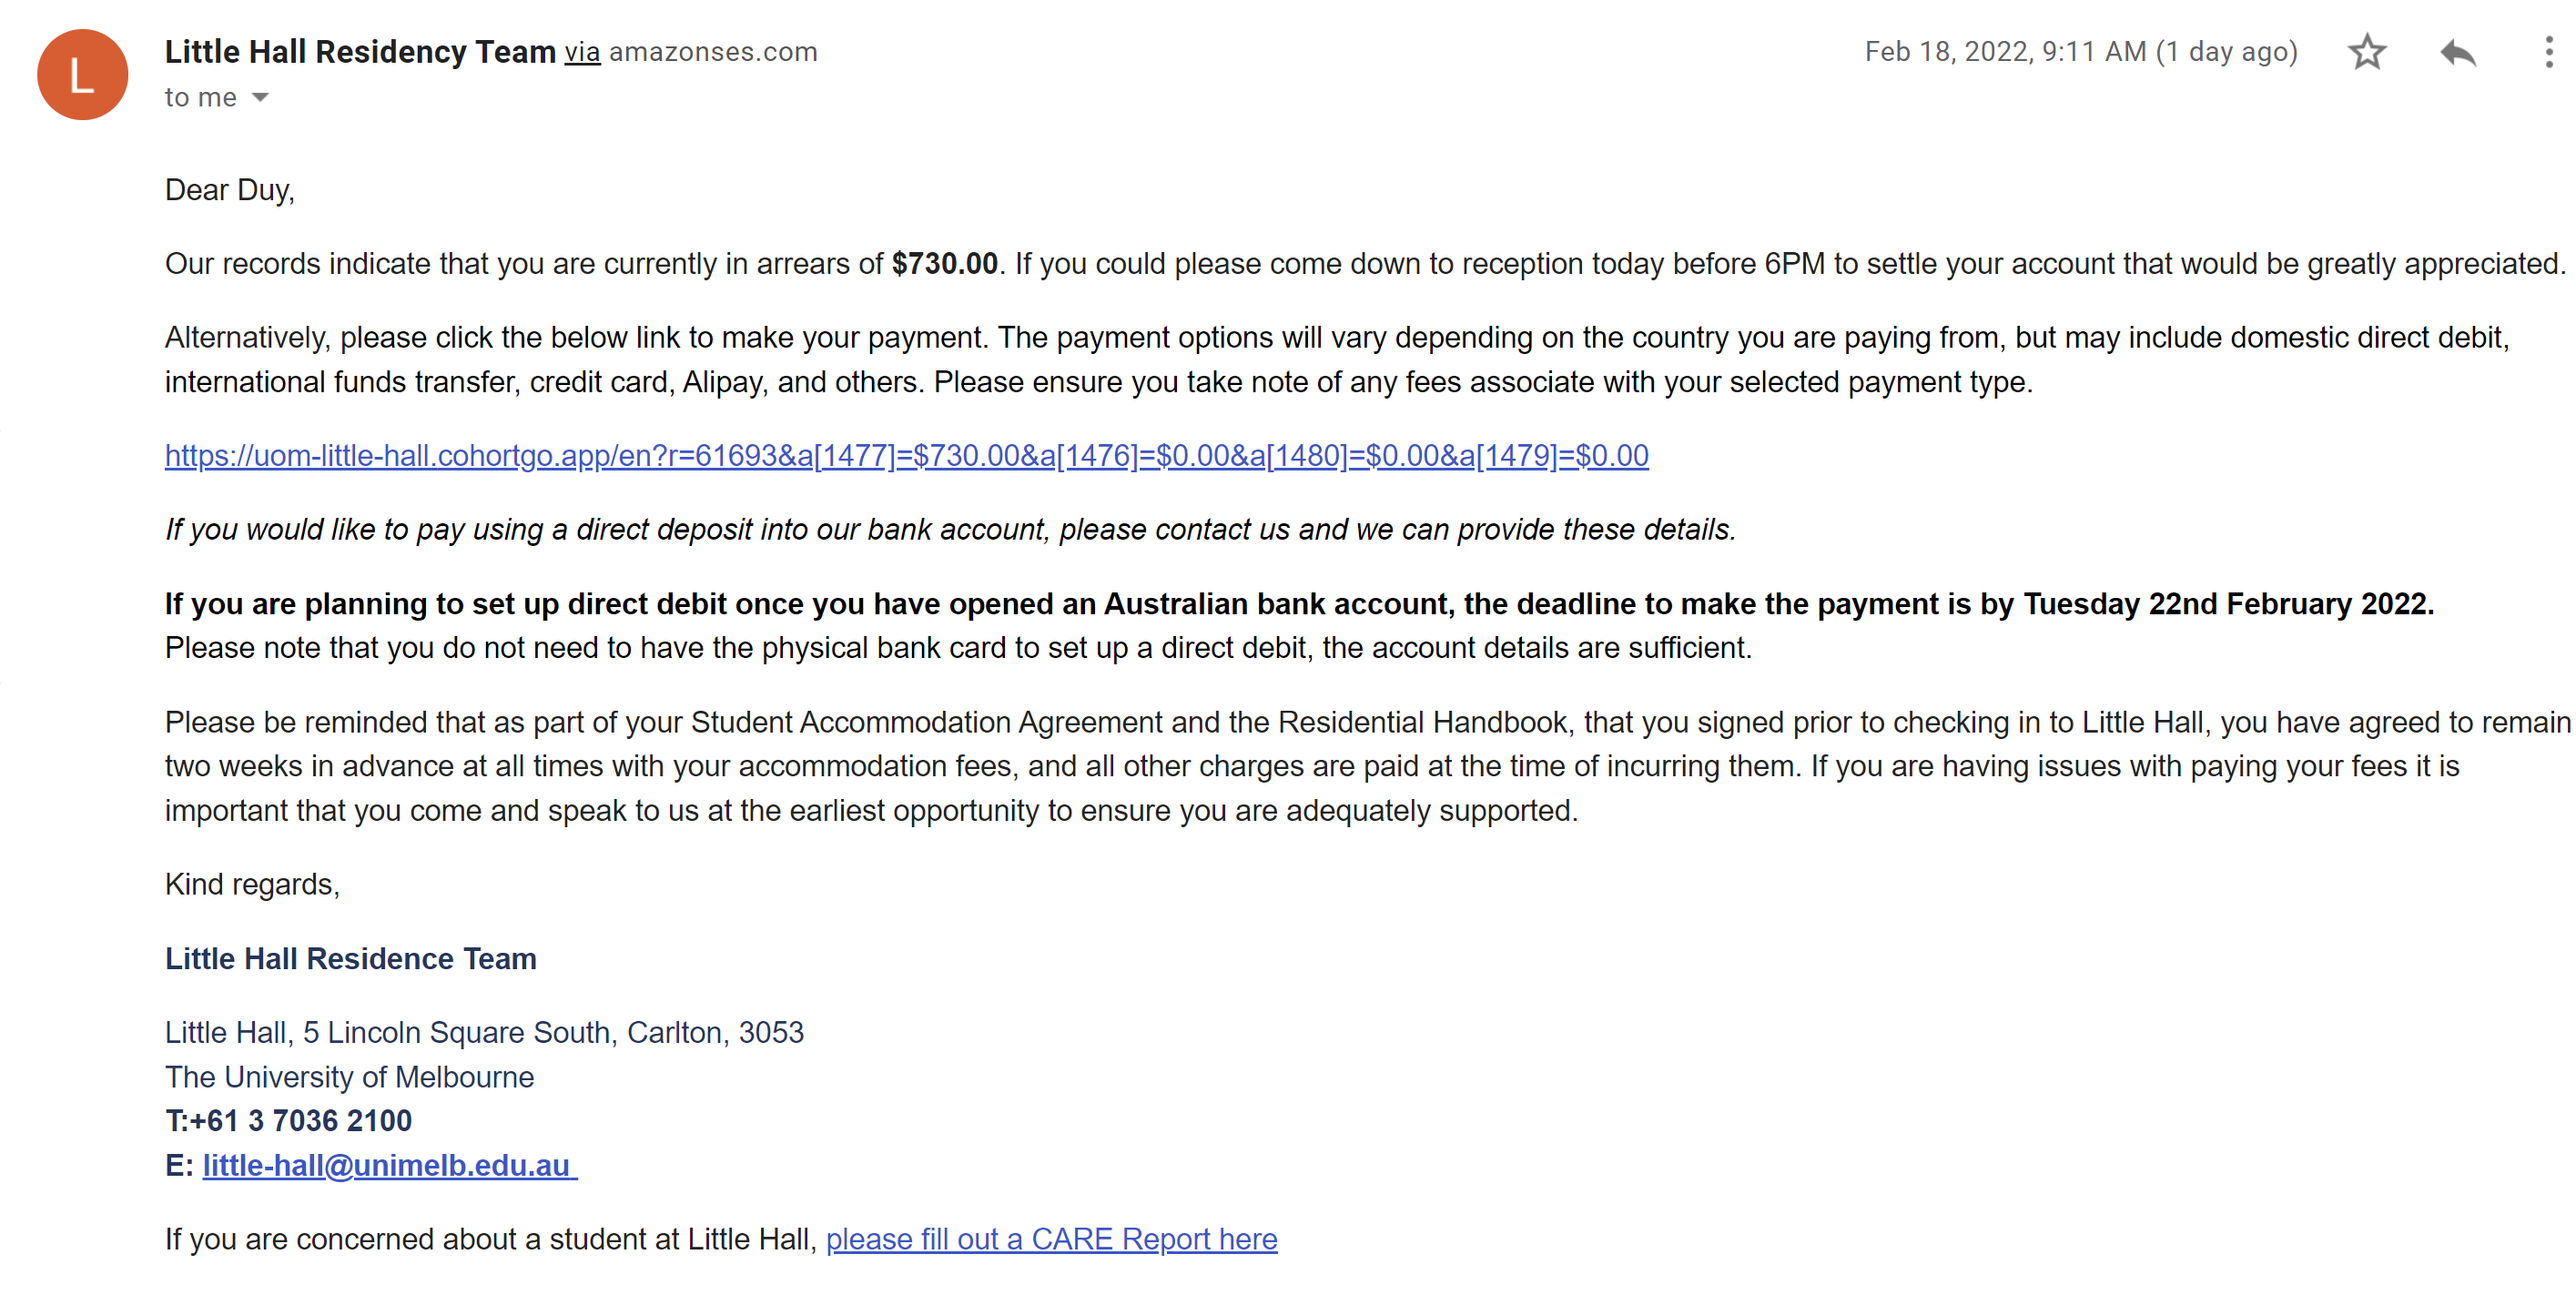 L
Little Hall Residency Team via amazonses.com
Feb 18, 2022, 9:11 AM (1 day ago)
to me
Dear Duy,
Our records indicate that you are currently in arrears of $730.00. If you could please come down to reception today before 6PM to settle your account that would be greatly appreciated.
Alternatively, please click the below link to make your payment. The payment options will vary depending on the country you are paying from, but may include domestic direct debit,
international funds transfer, credit card, Alipay, and others. Please ensure you take note of any fees associate with your selected payment type.
https://uom-little-hall.cohortgo.app/en?r=61693&a[1477]=$730.00&a[1476]=$0.00&a[1480]=$0.00&a[1479]=$0.00
If you would like to pay using a direct deposit into our bank account, please contact us and we can provide these details.
If you are planning to set up direct debit once you have opened an Australian bank account, the deadline to make the payment is by Tuesday 22nd February 2022.
Please note that you do not need to have the physical bank card to set up a direct debit, the account details are sufficient.
Please be reminded that as part of your Student Accommodation Agreement and the Residential Handbook, that you signed prior to checking in to Little Hall, you have agreed to remain
two weeks in advance at all times with your accommodation fees, and all other charges are paid at the time of incurring them. If you are having issues with paying your fees it is
important that you come and speak to us at the earliest opportunity to ensure you are adequately supported.
Kind regards,
Little Hall Residence Team
Little Hall, 5 Lincoln Square South, Carlton, 3053
The University of Melbourne
T:+61 3 7036 2100
E: little-hall@unimelb.edu.au
If you are concerned about a student at Little Hall, please fill out a CARE Report here